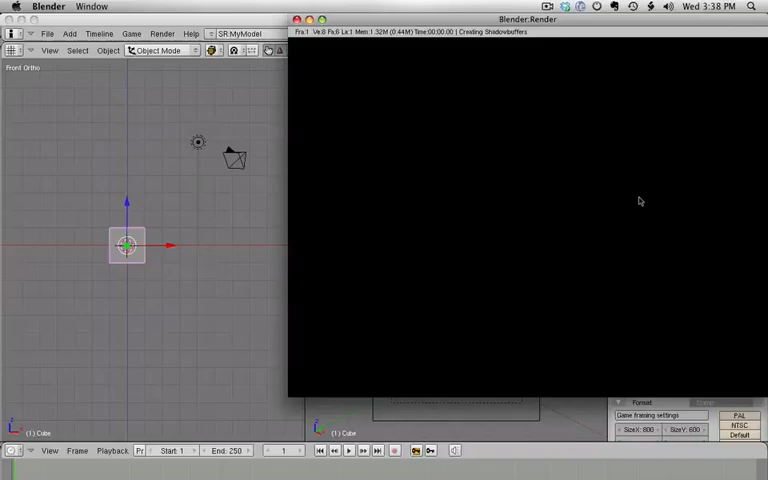 Blender Window Wed 3:38 PM
Blender:Render
Fra:1 Ve:8 Fa:6 La:1 Mem:1.32M (0.44M) Time:00:00.00 | Creating Shadowbuffers
File Add Timeline Game Render Help SR:MyModel
View Select Object Object Mode
Front Ortho
z
x
(1) Cube
(1) Cube
Format
Game framing settings
SizeX: 800 SizeY: 600
PAL
NTSC
Default
View Frame Playback Pr Start: 1 End: 250 1